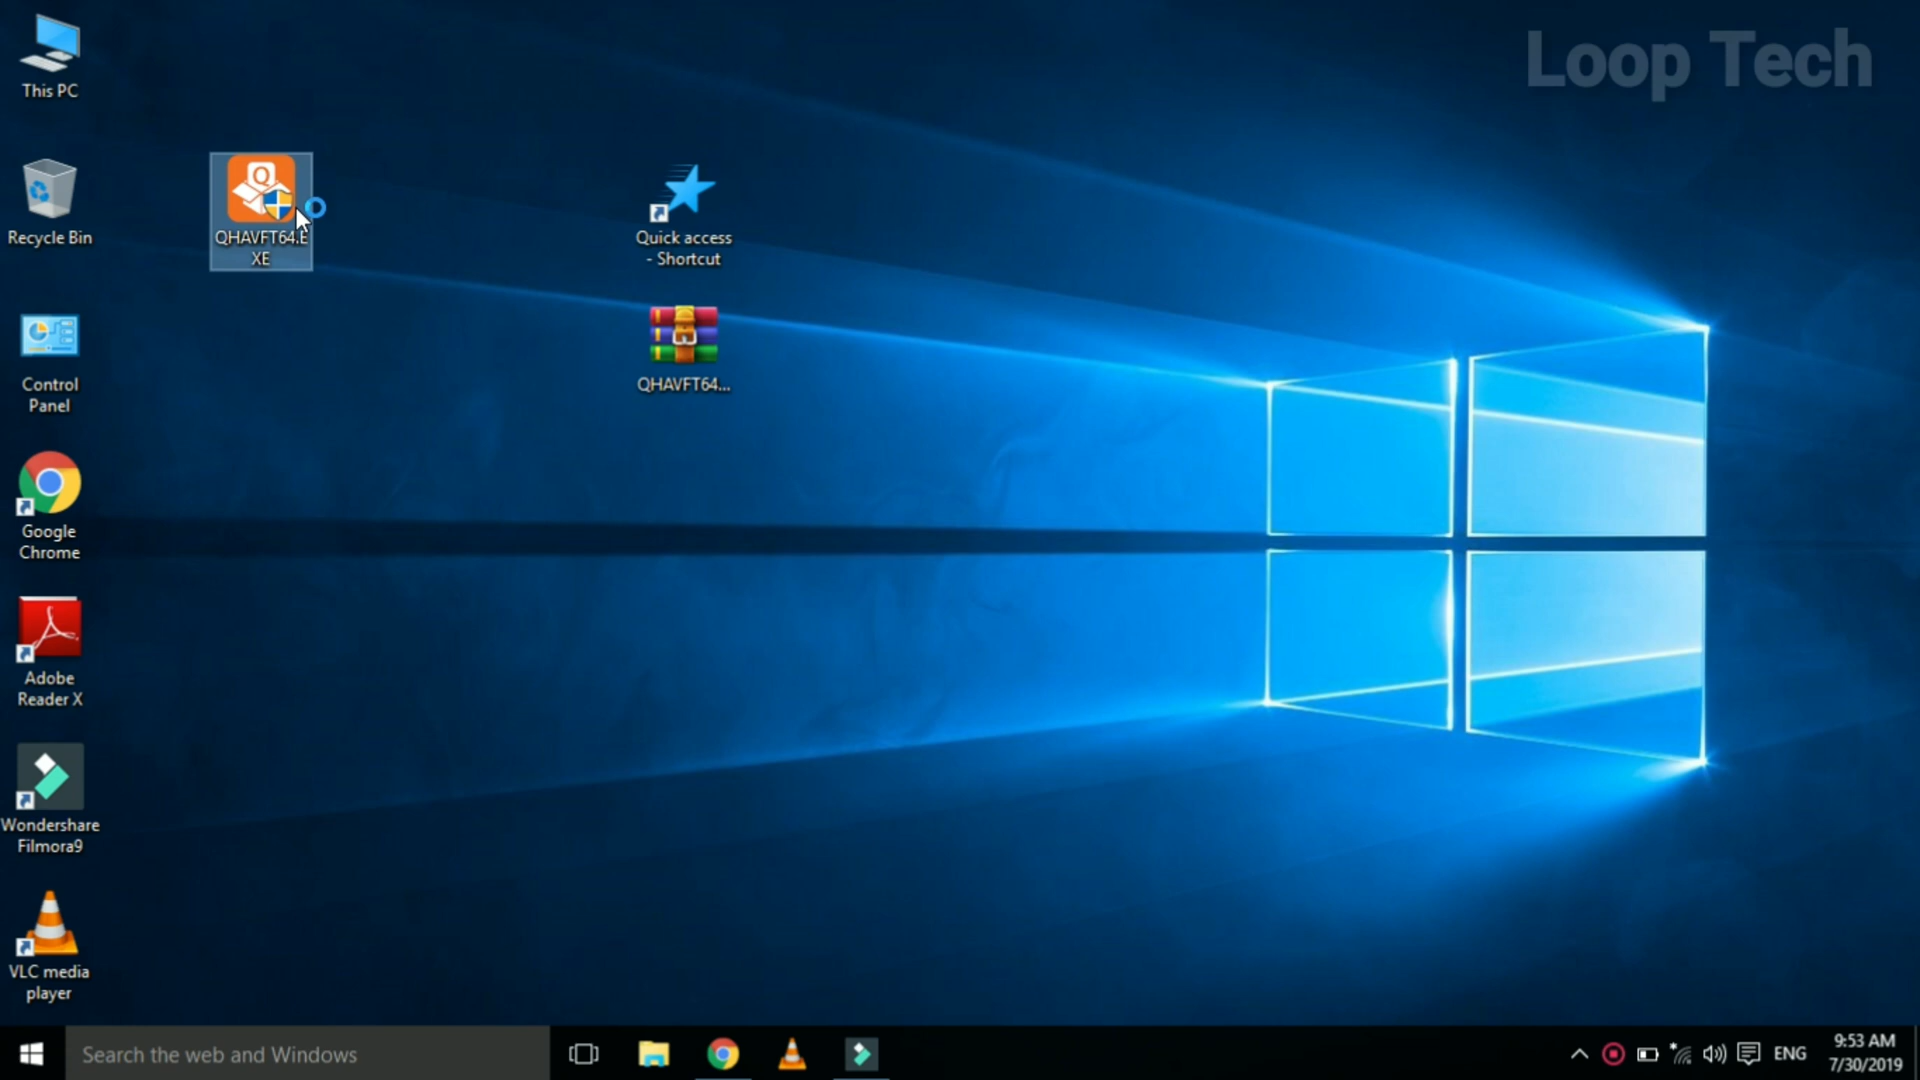 Loop Tech
This PC
Recycle Bin
Control
Panel
Google
Chrome
Adobe
Reader X
Wondershare
Filmora9
VLC media
player
Q
QHAVFT64.E
XE
Quick access
- Shortcut
QHAVFT64...
Search the web and Windows
ENG
9:53 AM
7/30/2019